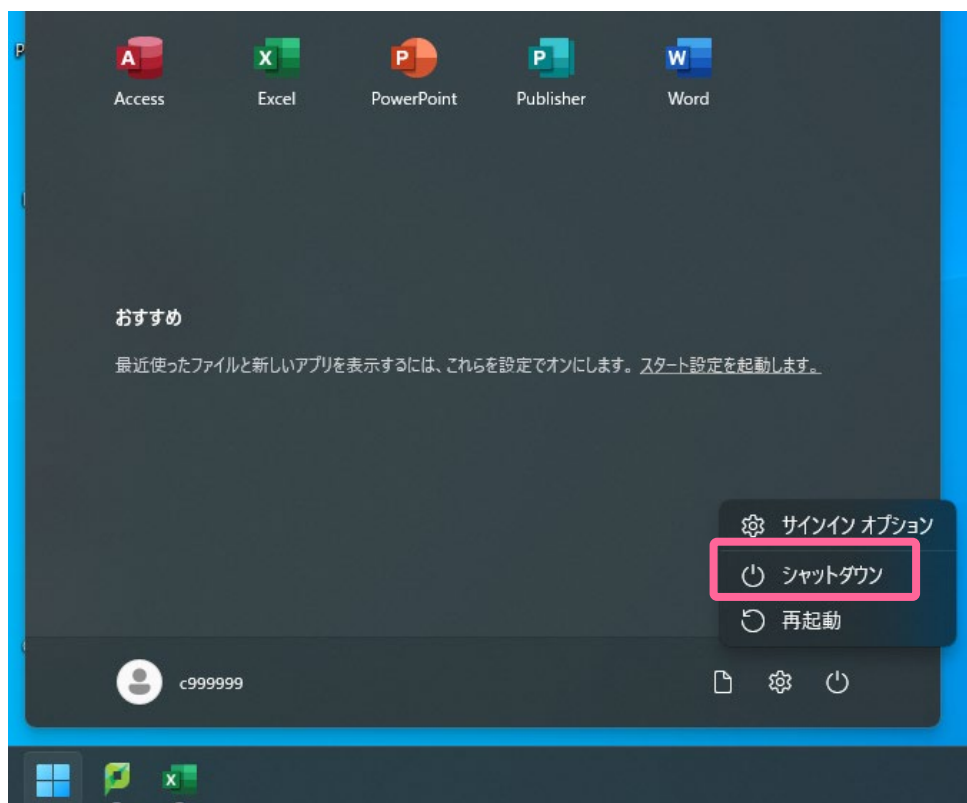 Access Excel PowerPoint Publisher Word
おすすめ
最近使ったファイルと新しいアプリを表示するには、これらを設定でオンにします。 スタート設定を起動します。
サインイン オプション
シャットダウン
再起動
c999999